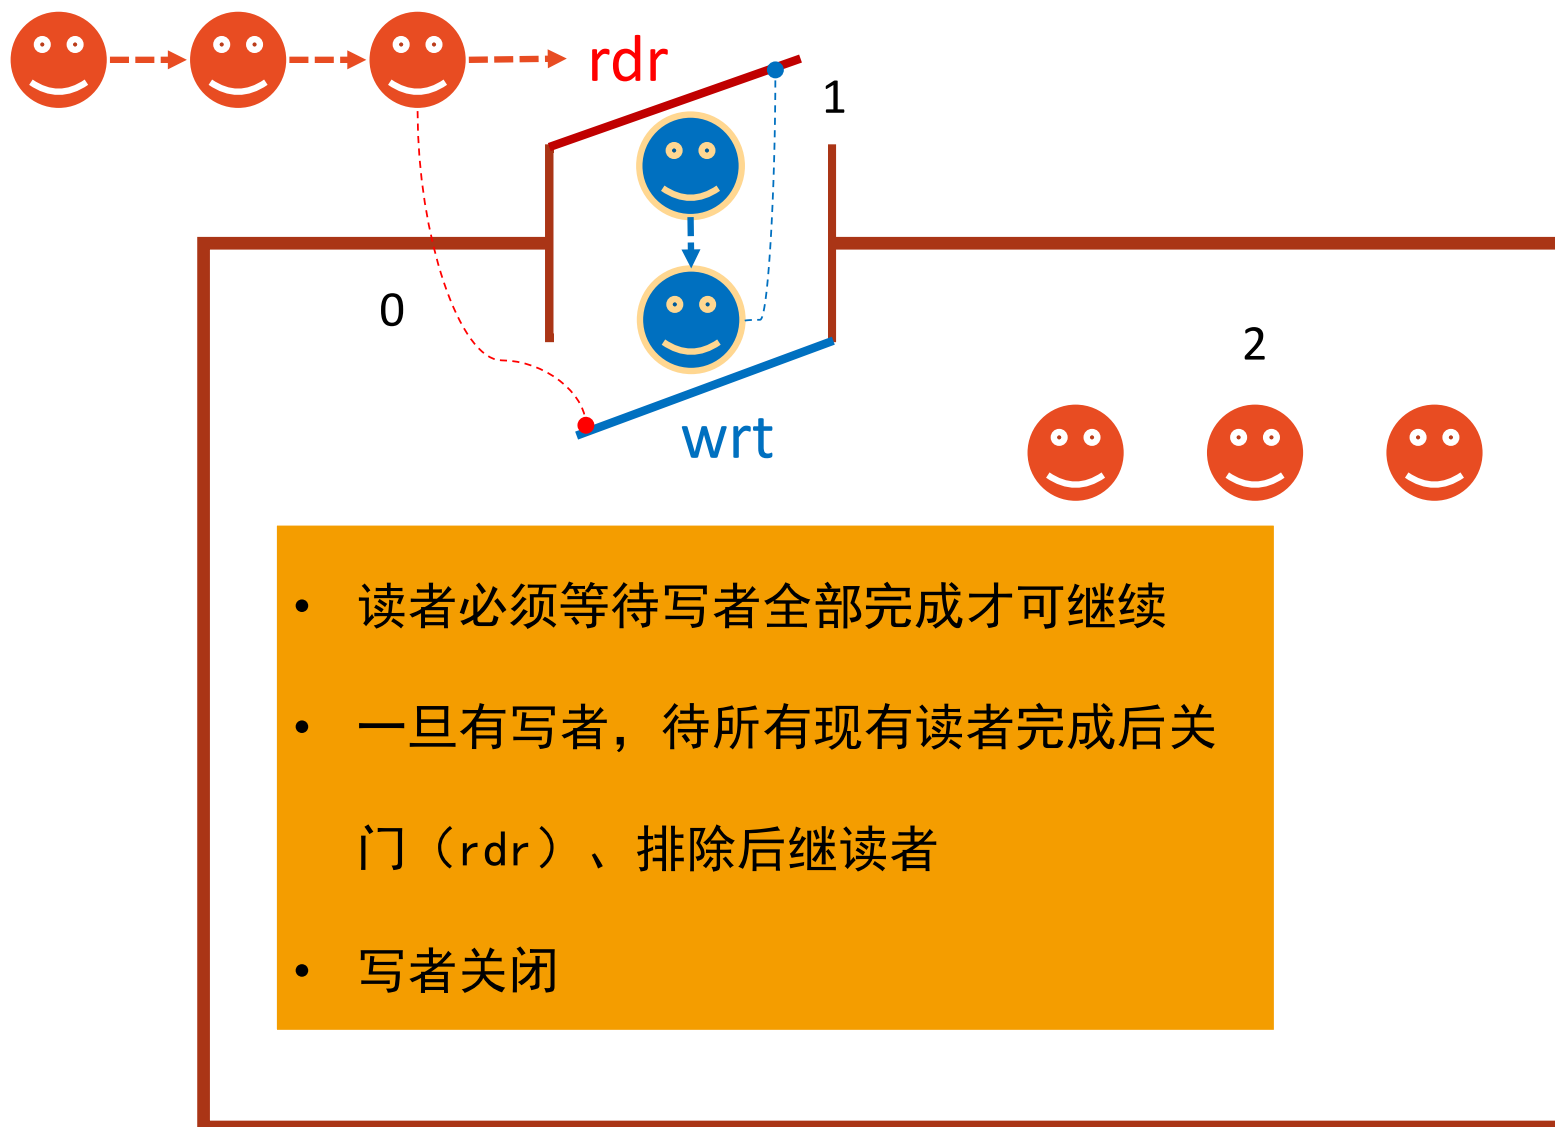 rdr
1
0
2
wrt
• 读者必须等待写者全部完成才可继续
• 一旦有写者，待所有现有读者完成后关
门（rdr）、排除后继读者
• 写者关闭